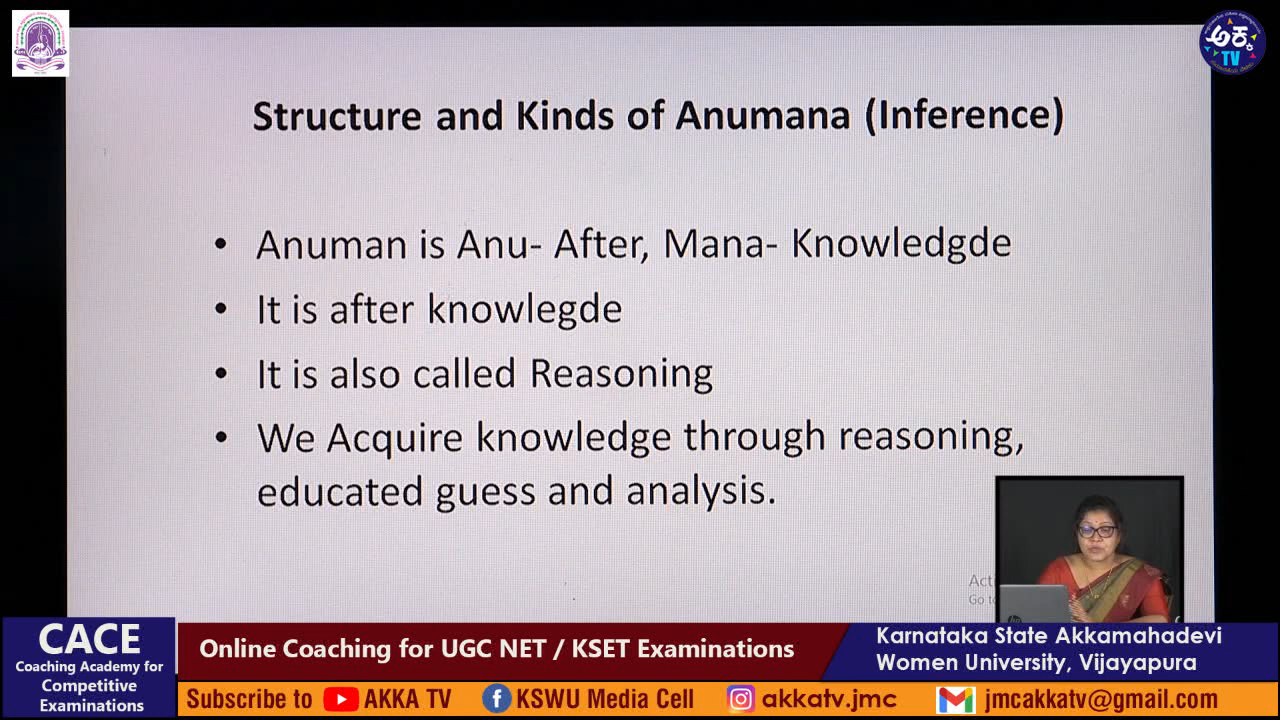 ಅಕ್ಕ
TV
Structure and Kinds of Anumana (Inference)
• Anuman is Anu- After, Mana- Knowledgde
• It is after knowlegde
• It is also called Reasoning
• We Acquire knowledge through reasoning,
educated guess and analysis.
Go to
CACE
Coaching Academy for
Competitive
Examinations
Online Coaching for UGC NET / KSET Examinations
Karnataka State Akkamahadevi
Women University, Vijayapura
Subscribe to AKKA TV KSWU Media Cell akkatv.jmc jmcakkatv@gmail.com